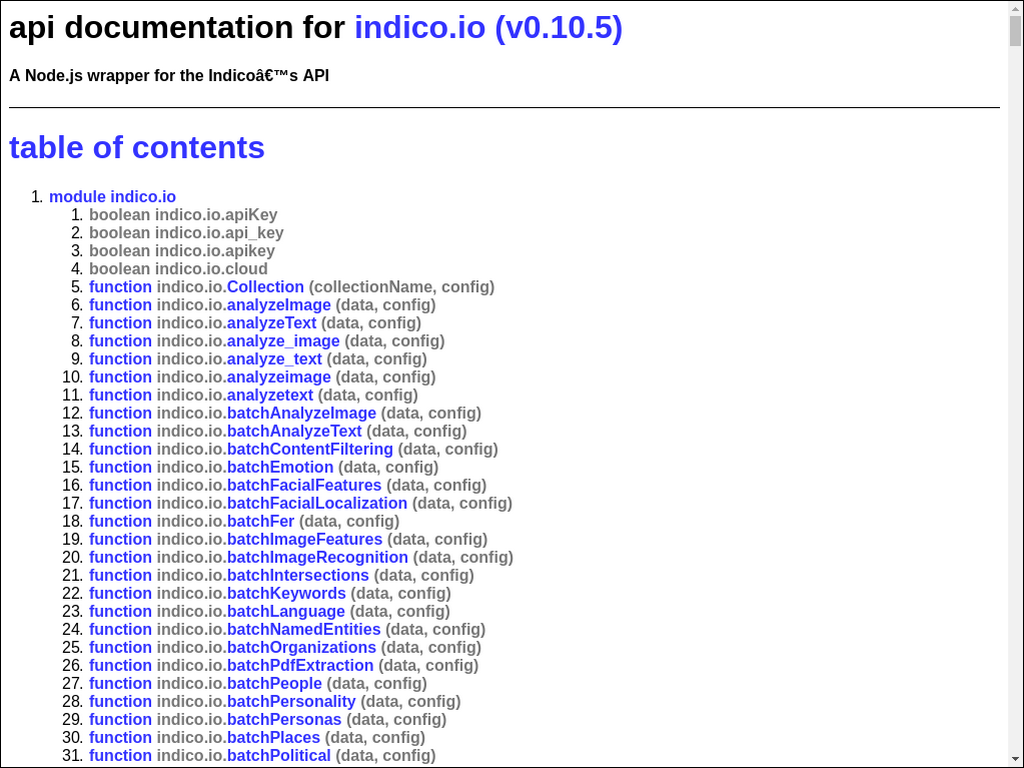 api documentation for indico.io (v0.10.5)
A Node.js wrapper for the Indicoâ€™s API
table of contents
1. module indico.io
1. boolean indico.io.apiKey
2. boolean indico.io.api_key
3. boolean indico.io.apikey
4. boolean indico.io.cloud
5. function indico.io.Collection (collectionName, config)
6. function indico.io.analyzeImage (data, config)
7. function indico.io.analyzeText (data, config)
8. function indico.io.analyze_image (data, config)
9. function indico.io.analyze_text (data, config)
10. function indico.io.analyzeimage (data, config)
11. function indico.io.analyzetext (data, config)
12. function indico.io.batchAnalyzeImage (data, config)
13. function indico.io.batchAnalyzeText (data, config)
14. function indico.io.batchContentFiltering (data, config)
15. function indico.io.batchEmotion (data, config)
16. function indico.io.batchFacialFeatures (data, config)
17. function indico.io.batchFacialLocalization (data, config)
18. function indico.io.batchFer (data, config)
19. function indico.io.batchImageFeatures (data, config)
20. function indico.io.batchImageRecognition (data, config)
21. function indico.io.batchIntersections (data, config)
22. function indico.io.batchKeywords (data, config)
23. function indico.io.batchLanguage (data, config)
24. function indico.io.batchNamedEntities (data, config)
25. function indico.io.batchOrganizations (data, config)
26. function indico.io.batchPdfExtraction (data, config)
27. function indico.io.batchPeople (data, config)
28. function indico.io.batchPersonality (data, config)
29. function indico.io.batchPersonas (data, config)
30. function indico.io.batchPlaces (data, config)
31. function indico.io.batchPolitical (data, config)